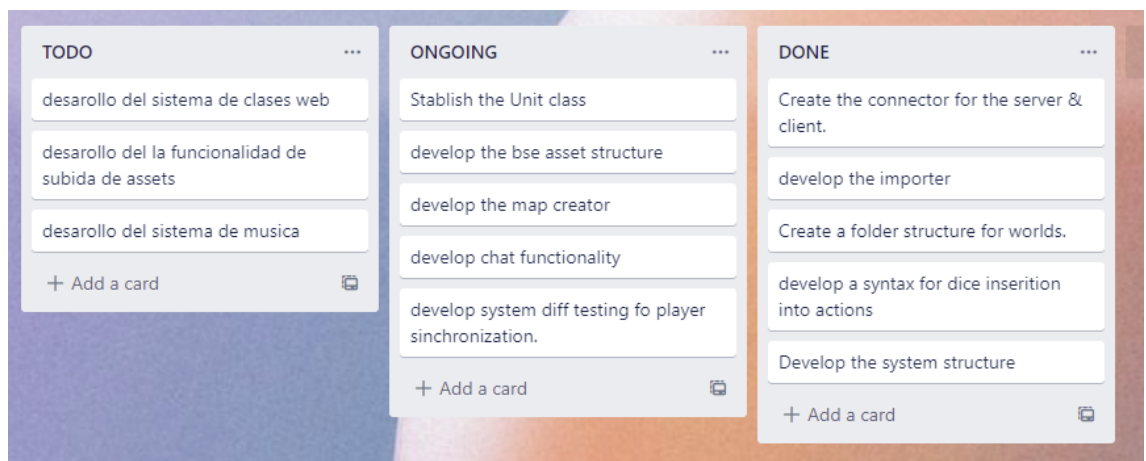 TODO
desarollo del sistema de clases web
desarollo del la funcionalidad de
subida de assets
desarollo del sistema de musica
+ Add a card
ONGOING
Stablish the Unit class
develop the bse asset structure
develop the map creator
develop chat functionality
develop system diff testing fo player
sinchronization.
+ Add a card
DONE
Create the connector for the server &
client.
develop the importer
Create a folder structure for worlds.
develop a syntax for dice inserition
into actions
Develop the system structure
+ Add a card